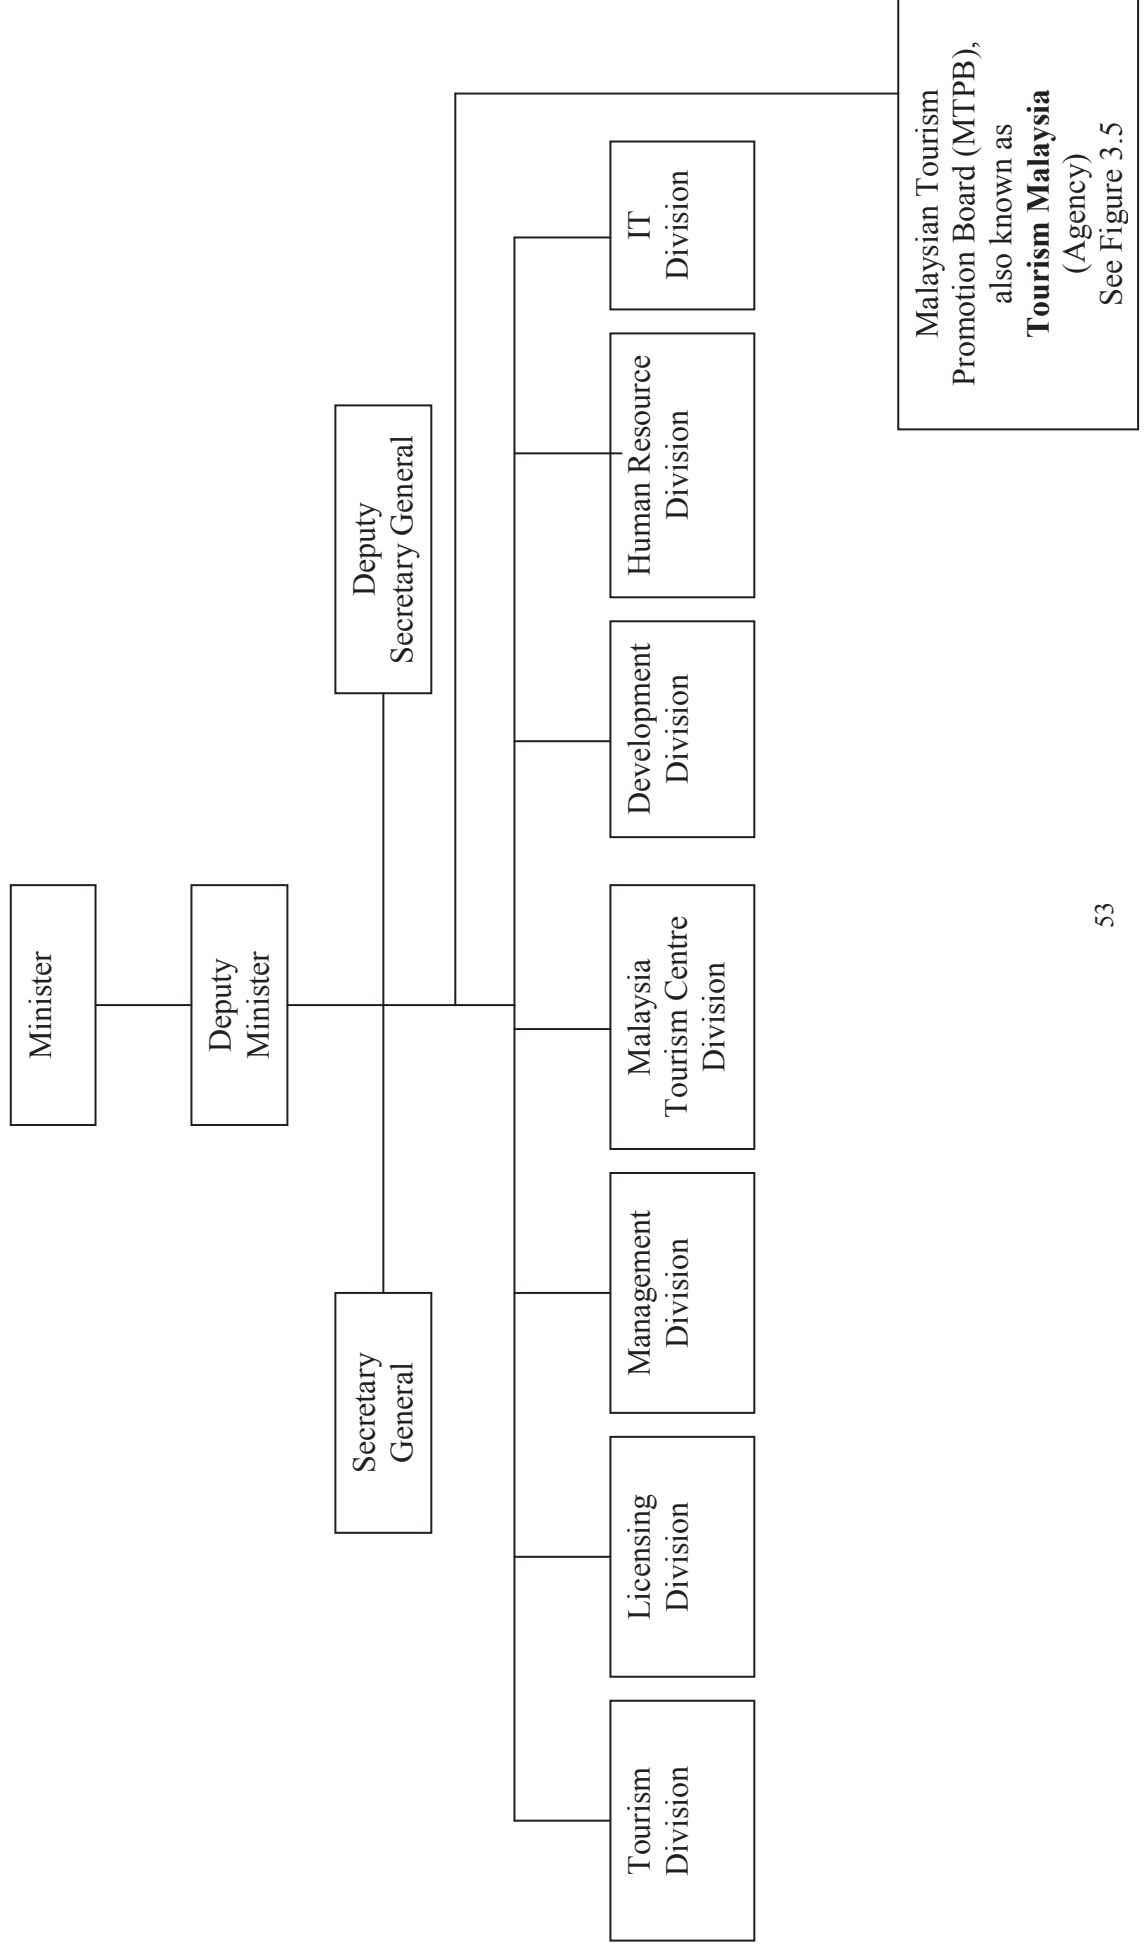 Minister
Deputy
Minister
Secretary
General
Deputy
Secretary General
Tourism
Division
Licensing
Division
Management
Division
Malaysia
Tourism Centre
Division
Development
Division
Human Resource
Division
IT
Division
Malaysian Tourism
Promotion Board (MTPB),
also known as
Tourism Malaysia
(Agency)
See Figure 3.5
53